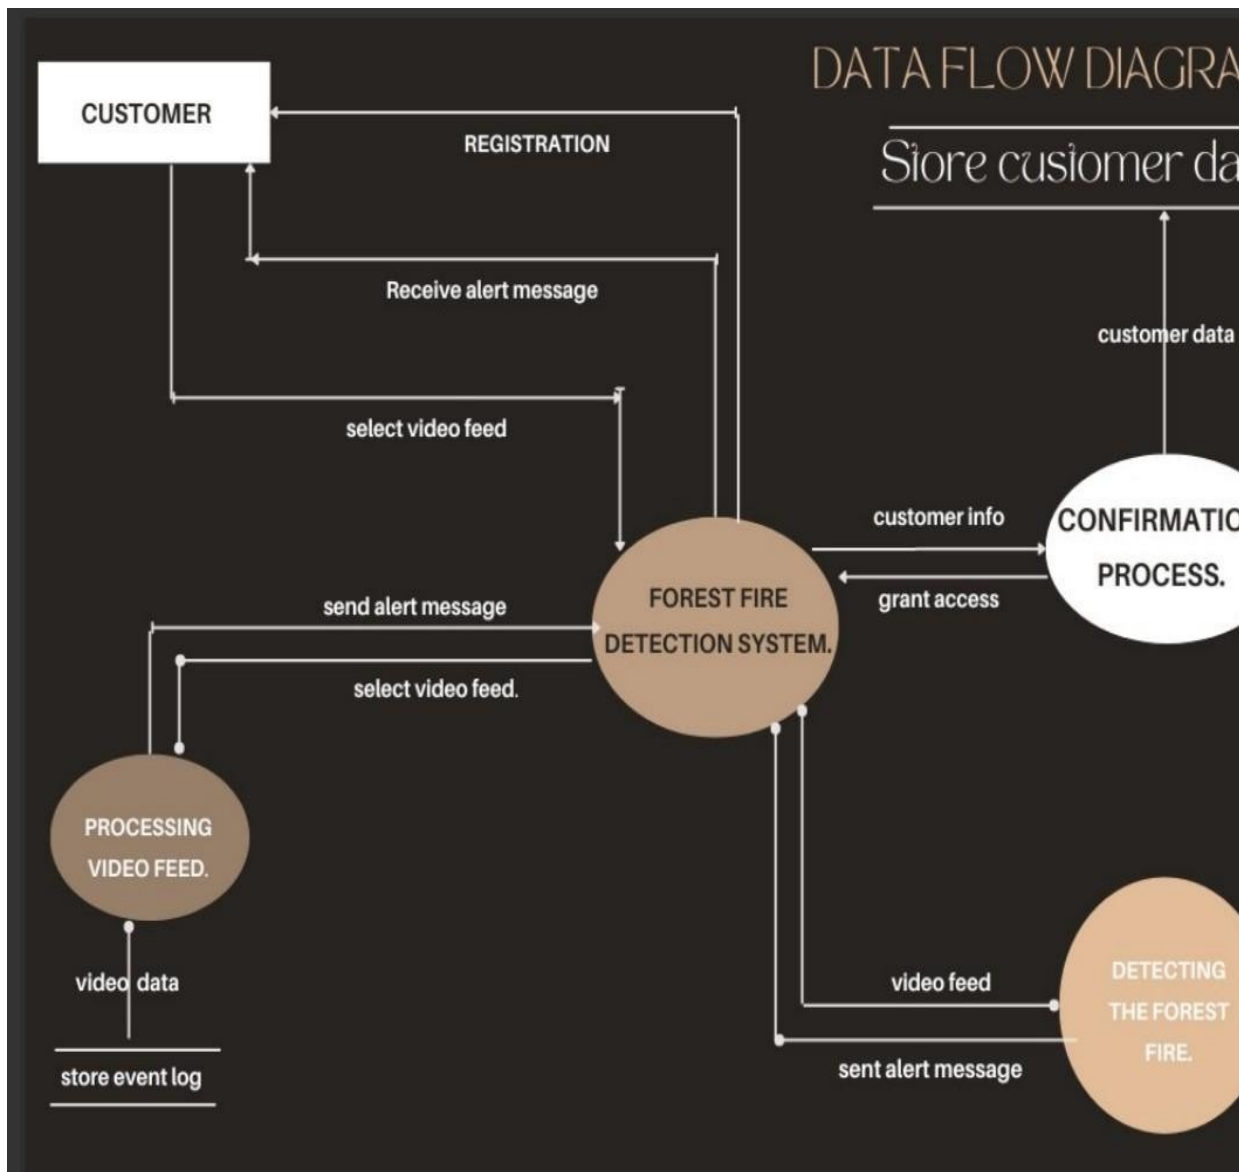 DATA FLOW DIAGRA
CUSTOMER
REGISTRATION
Store customer da
Receive alert message
customer data
select video feed
customer info
CONFIRMATIO
PROCESS.
grant access
FOREST FIRE
DETECTION SYSTEM.
send alert message
select video feed.
PROCESSING
VIDEO FEED.
video data
store event log
video feed
DETECTING
THE FOREST
FIRE.
sent alert message